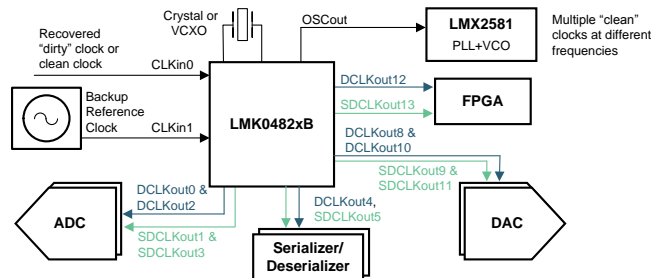 Crystal or
VCXO
OSCout
LMX2581
PLL+VCO
Multiple “clean”
clocks at different
frequencies
Recovered
“dirty” clock or
clean clock
CLKin0
Backup
Reference
Clock
CLKin1
LMK0482xB
DCLKout12
SDCLKout13
FPGA
DCLKout8 &
DCLKout10
SDCLKout9 &
SDCLKout11
DAC
DCLKout0 &
DCLKout2
SDCLKout1 &
SDCLKout3
ADC
DCLKout4,
SDCLKout5
Serializer/
Deserializer